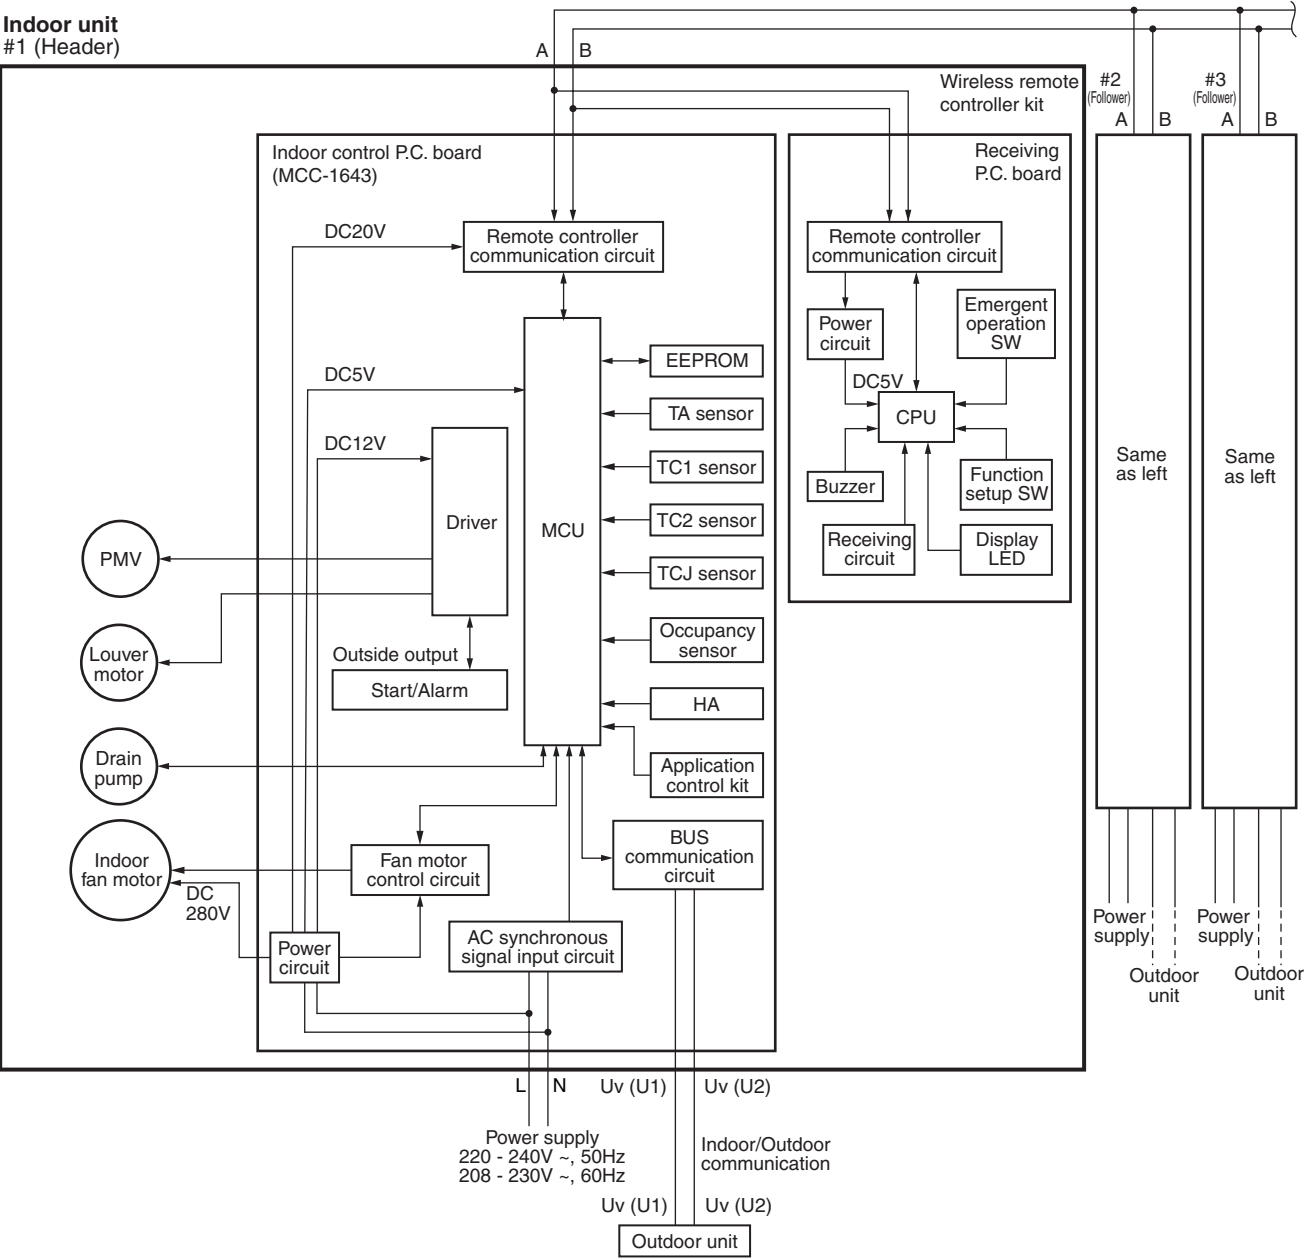 Indoor unit
#1 (Header)
A
B
Wireless remote
controller kit
#2
(Follower)
A
B
#3
(Follower)
A
B
Indoor control P.C. board
(MCC-1643)
Receiving
P.C. board
DC20V
Remote controller
communication circuit
Remote controller
communication circuit
Power
circuit
Emergent
operation
SW
DC5V
CPU
Buzzer
Function
setup SW
Receiving
circuit
Display
LED
DC5V
DC12V
Driver
MCU
EEPROM
TA sensor
TC1 sensor
TC2 sensor
TCJ sensor
Occupancy
sensor
HA
Application
control kit
Same
as left
Same
as left
PMV
Louver
motor
Outside output
Start/Alarm
Drain
pump
Indoor
fan motor
DC
280V
Fan motor
control circuit
BUS
communication
circuit
Power
circuit
AC synchronous
signal input circuit
Power
supply
Outdoor
unit
Power
supply
Outdoor
unit
L
N
Uv (U1)
Uv (U2)
Power supply
220 - 240V ~, 50Hz
208 - 230V ~, 60Hz
Indoor/Outdoor
communication
Uv (U1)
Uv (U2)
Outdoor unit